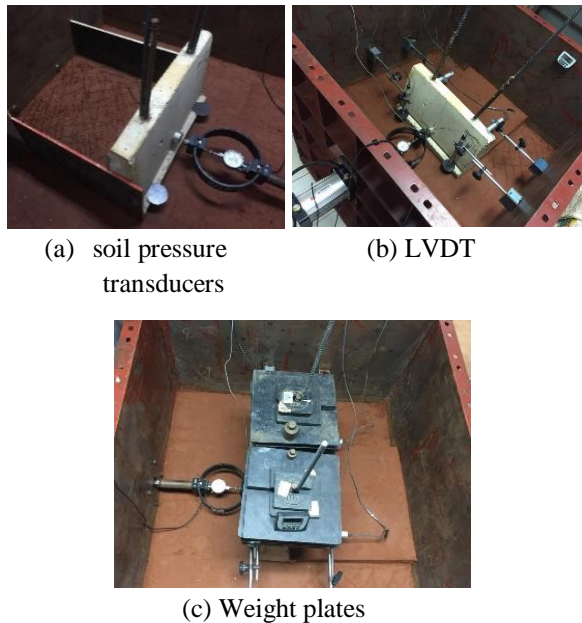 (a) soil pressure
transducers
(b) LVDT
(c) Weight plates